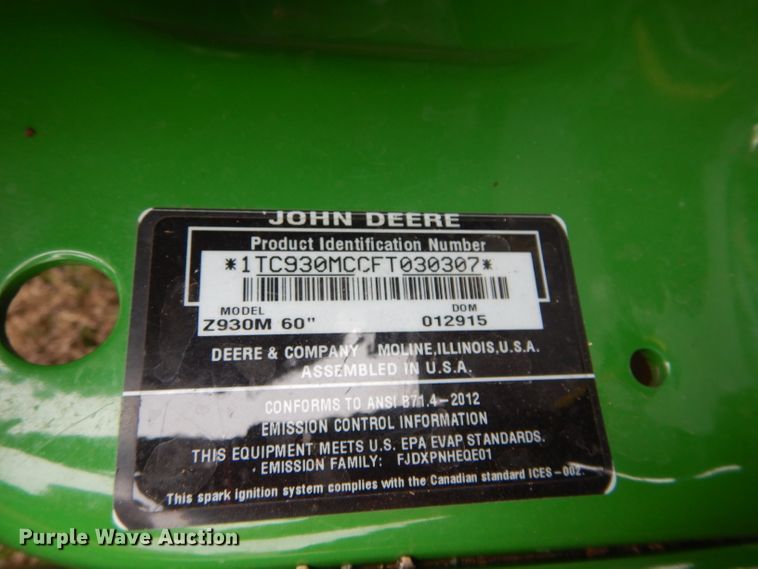 JOHN DEERE
Product Identification Number
*1TC930MCCFT030307*
MODEL DOM
Z930M 60" 012915
DEERE & COMPANY MOLINE,ILLINOIS,U.S.A.
ASSEMBLED IN U.S.A.
CONFORMS TO ANSI B71.4-2012
EMISSION CONTROL INFORMATION
THIS EQUIPMENT MEETS U.S. EPA EVAP STANDARDS.
EMISSION FAMILY: FJDXPNHEQE01
This spark ignition system complies with the Canadian standard ICES-002.
Purple Wave Auction